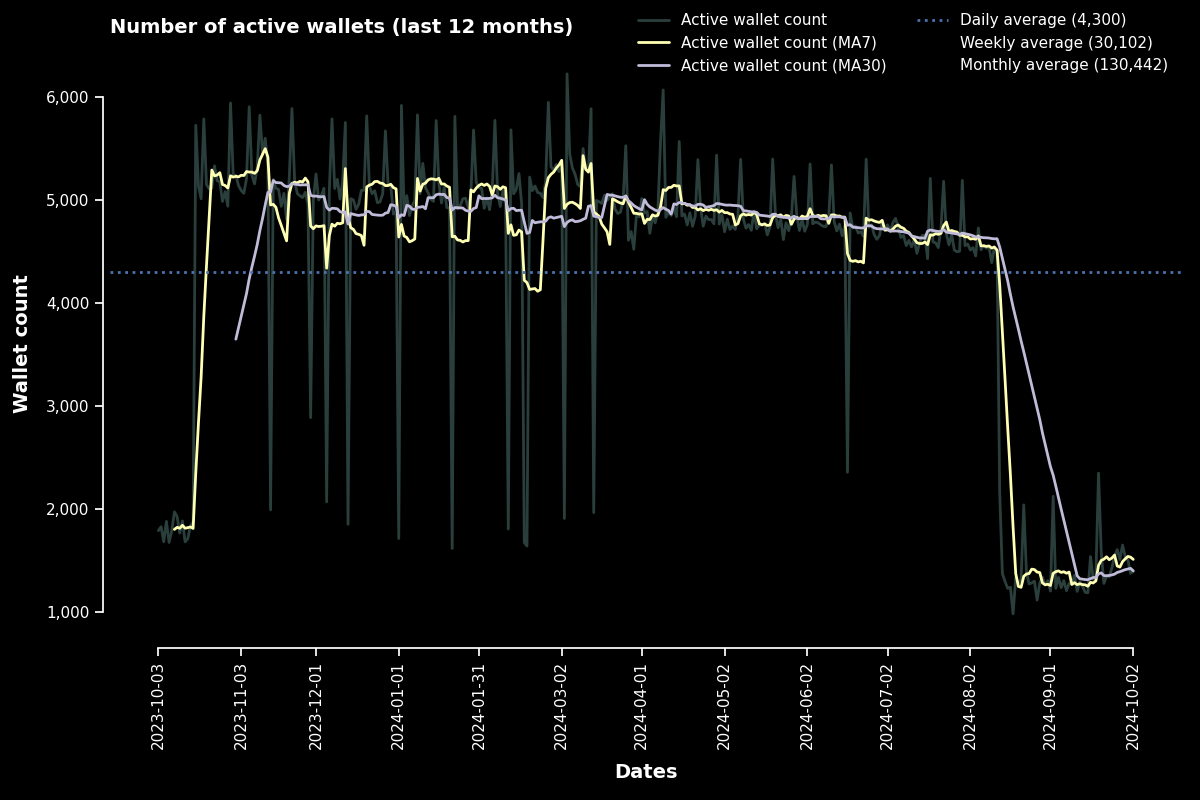 Number of active wallets (last 12 months)
Active wallet count
Active wallet count (MA7)
Active wallet count (MA30)
Daily average (4,300)
Weekly average (30,102)
Monthly average (130,442)
Wallet count
6,000
5,000
4,000
3,000
2,000
1,000
2023-10-03
2023-11-03
2023-12-01
2024-01-01
2024-01-31
2024-03-02
2024-04-01
2024-05-02
2024-06-02
2024-07-02
2024-08-02
2024-09-01
2024-10-02
Dates